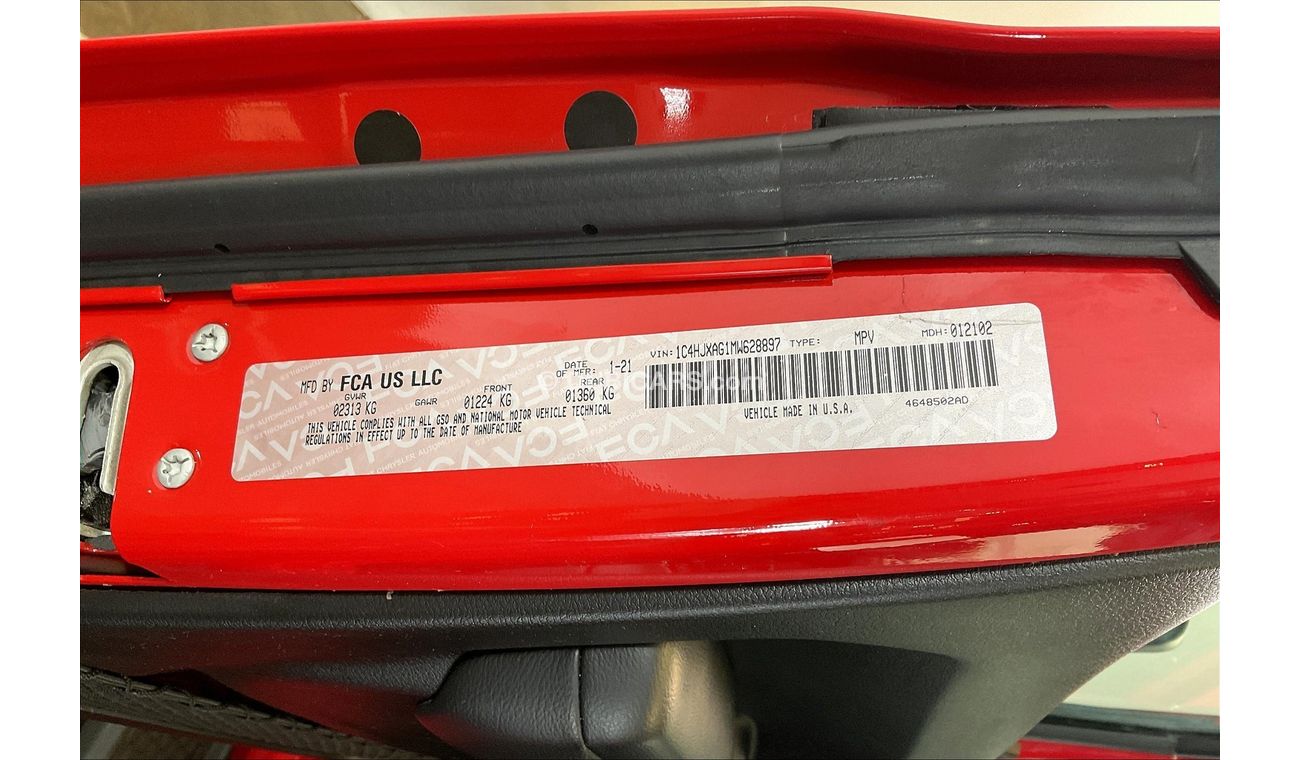 MFD BY FCA US LLC DATE OF MFR: 1-21 VIN: 1C4HJXAG1MW628897 TYPE: MPV MDH: 012102
GVWR 02313 KG GAWR FRONT 01224 KG REAR 01360 KG
THIS VEHICLE COMPLIES WITH ALL GSO AND NATIONAL MOTOR VEHICLE TECHNICAL
REGULATIONS IN EFFECT UP TO THE DATE OF MANUFACTURE
VEHICLE MADE IN U.S.A. 4648502AD